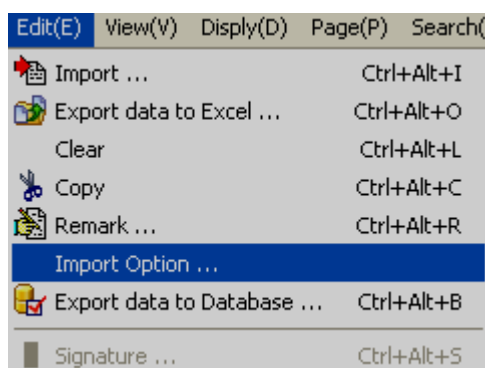 Edit(E) View(V) Disply(D) Page(P) Search(
Import ... Ctrl+Alt+I
Export data to Excel ... Ctrl+Alt+O
Clear Ctrl+Alt+L
Copy Ctrl+Alt+C
Remark ... Ctrl+Alt+R
Import Option ...
Export data to Database ... Ctrl+Alt+B
Signature ... Ctrl+Alt+S